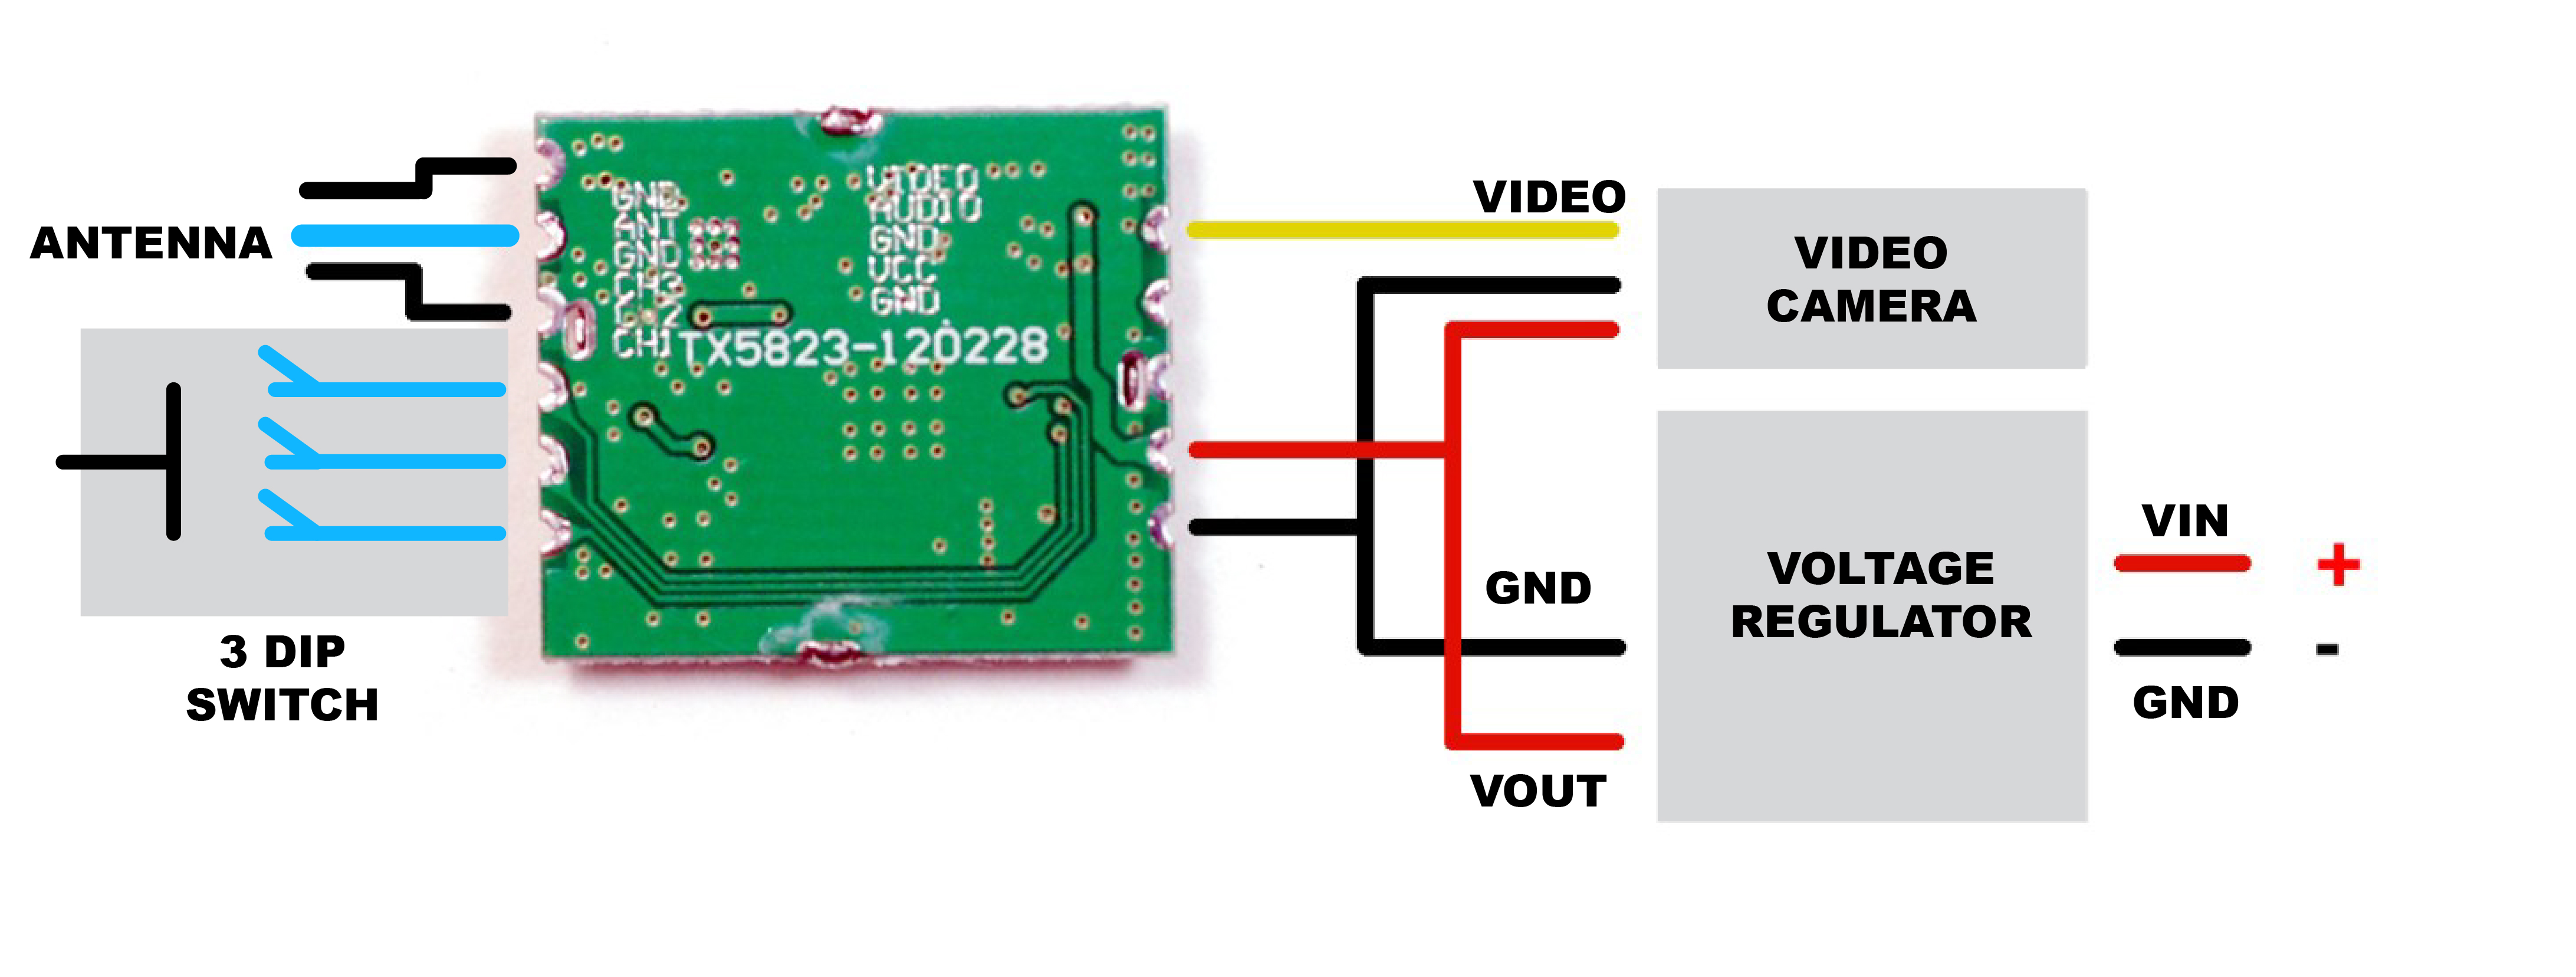 ANTENNA
3 DIP
SWITCH
GND
ANT
GND
CH3
CH2
CH1
VIDEO
AUDIO
GND
VCC
GND
TX5823-120228
VIDEO
GND
VOUT
VIDEO
CAMERA
VOLTAGE
REGULATOR
VIN
+
-
GND